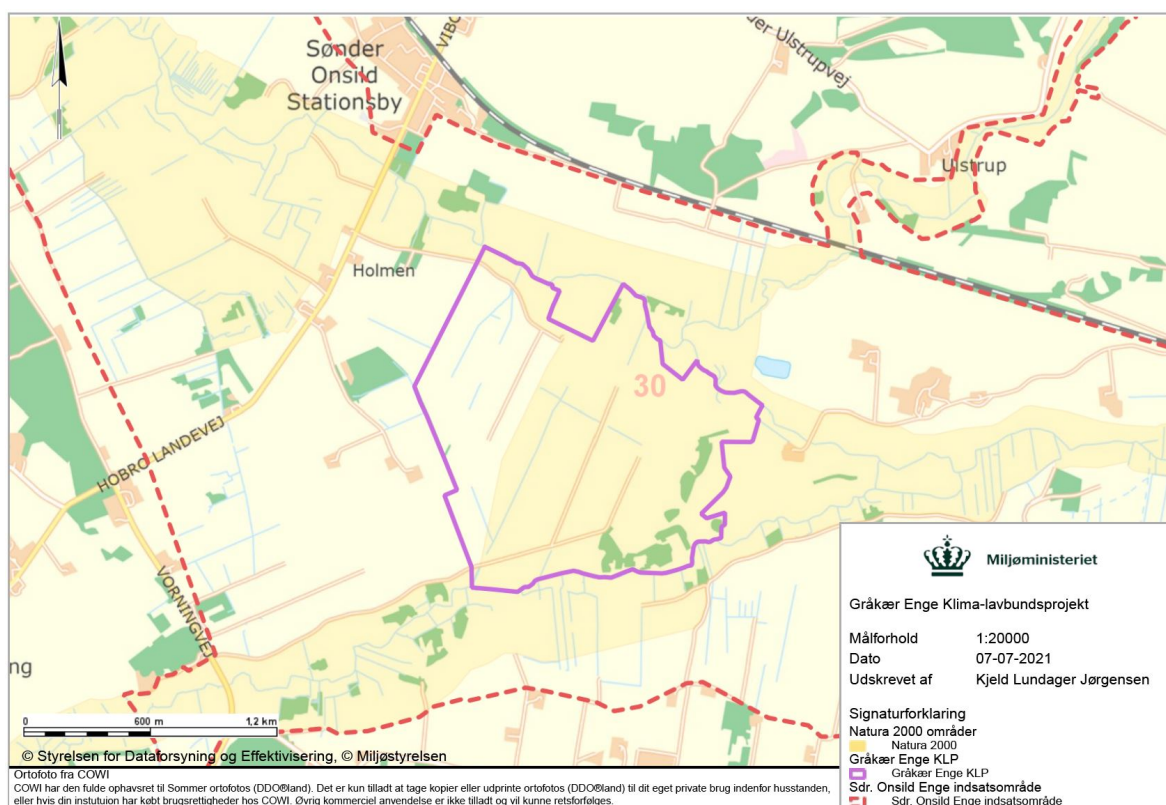 Sønder
Onsild
Stationsby
VIBO
der Ulstrupvej
Ulstrup
Holmen
30
HOBRO LANDEVEJ
VORNINGVEJ
ng
0 600 m 1,2 km
© Styrelsen for Dataforsyning og Effektivisering, © Miljøstyrelsen
Ortofoto fra COWI
COWI har den fulde ophavsret til Sommer ortofotos (DDO®land). Det er kun tilladt at tage kopier eller udprinte ortofotos (DDO®land) til dit eget private brug indenfor husstanden,
eller hvis din instutuion har købt brugsrettigheder hos COWI. Øvrig kommerciel anvendelse er ikke tilladt og vil kunne retsforfølges.
Miljøministeriet
Gråkær Enge Klima-lavbundsprojekt
Målforhold 1:20000
Dato 07-07-2021
Udskrevet af Kjeld Lundager Jørgensen
Signaturforklaring
Natura 2000 områder
Natura 2000
Gråkær Enge KLP
Gråkær Enge KLP
Sdr. Onsild Enge indsatsområde
Sdr. Onsild Enge indsatsområde